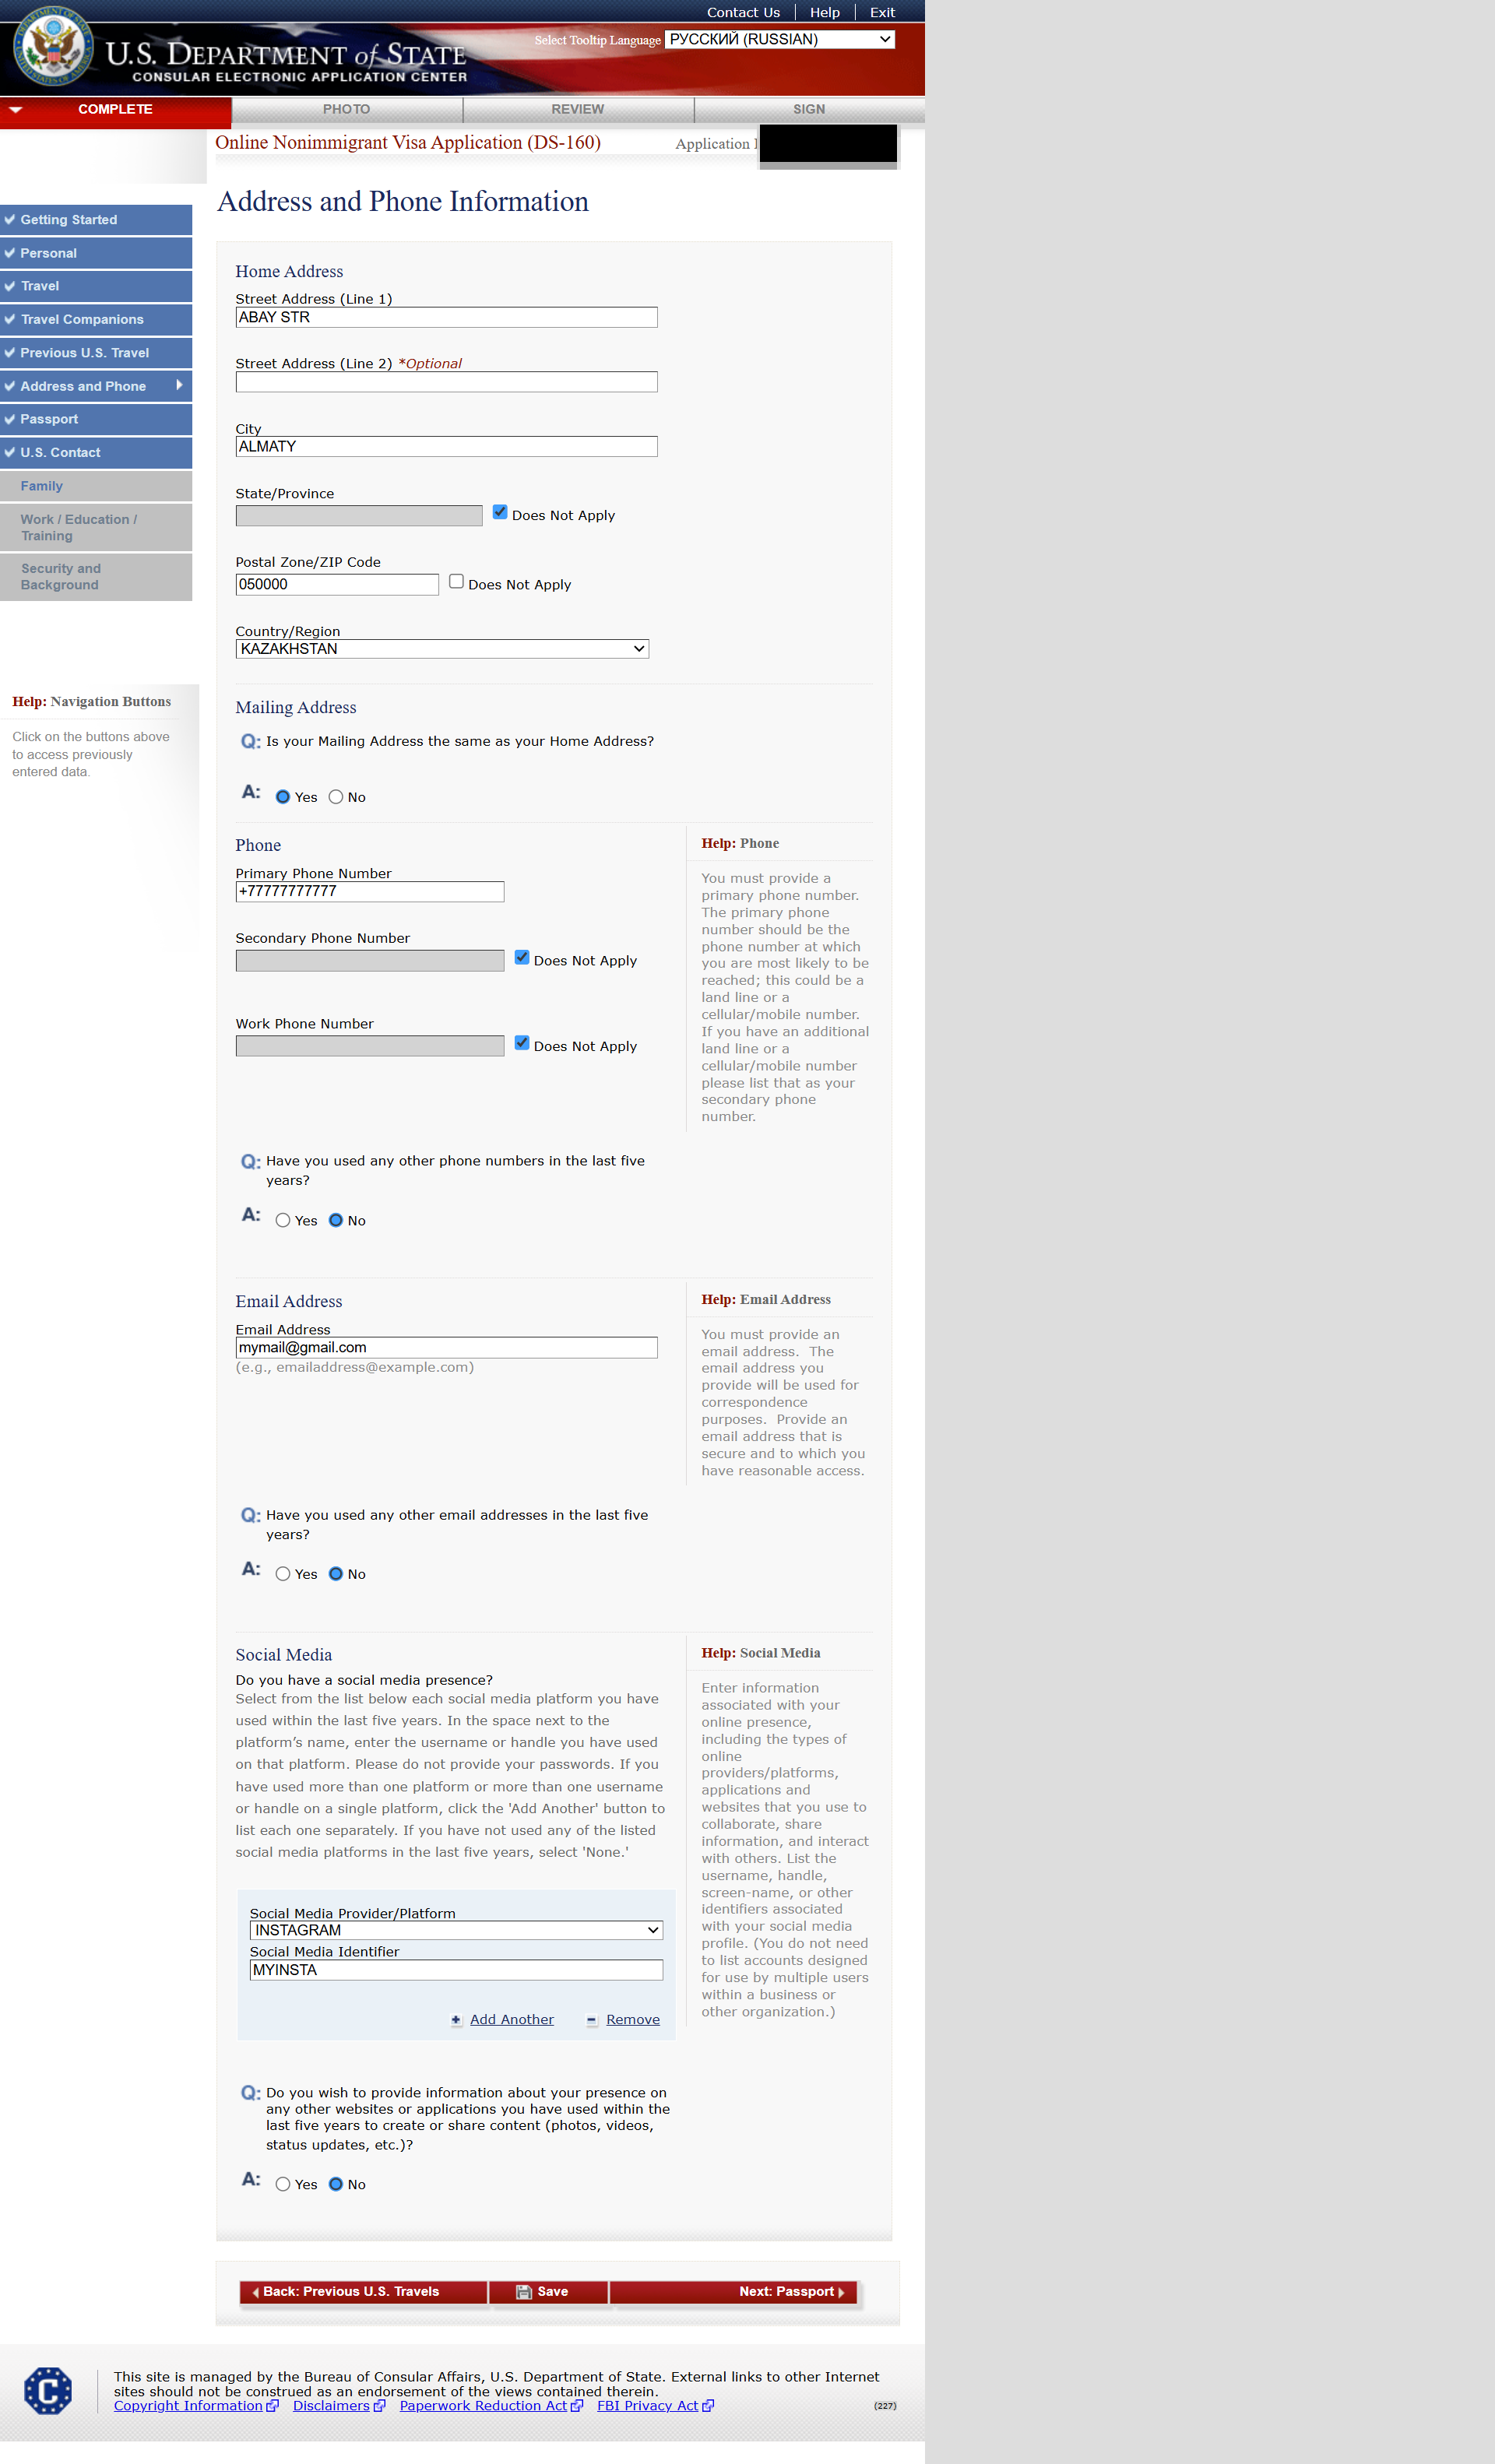 Contact Us
Help
Exit
U.S. DEPARTMENT of STATE
CONSULAR ELECTRONIC APPLICATION CENTER
Select Tooltip Language
РУССКИЙ (RUSSIAN)
COMPLETE
PHOTO
REVIEW
SIGN
Online Nonimmigrant Visa Application (DS-160)
Application
Address and Phone Information
Getting Started
Personal
Travel
Travel Companions
Previous U.S. Travel
Address and Phone
Passport
U.S. Contact
Family
Work / Education /
Training
Security and
Background
Help: Navigation Buttons
Click on the buttons above
to access previously
entered data.
Home Address
Street Address (Line 1)
ABAY STR
Street Address (Line 2) *Optional
City
ALMATY
State/Province
Does Not Apply
Postal Zone/ZIP Code
050000
Does Not Apply
Country/Region
KAZAKHSTAN
Mailing Address
Q: Is your Mailing Address the same as your Home Address?
A: Yes No
Phone
Primary Phone Number
+77777777777
Secondary Phone Number
Does Not Apply
Work Phone Number
Does Not Apply
Help: Phone
You must provide a
primary phone number.
The primary phone
number should be the
phone number at which
you are most likely to be
reached; this could be a
land line or a
cellular/mobile number.
If you have an additional
land line or a
cellular/mobile number
please list that as your
secondary phone
number.
Q: Have you used any other phone numbers in the last five
years?
A: Yes No
Email Address
Email Address
mymail@gmail.com
(e.g., emailaddress@example.com)
Help: Email Address
You must provide an
email address. The
email address you
provide will be used for
correspondence
purposes. Provide an
email address that is
secure and to which you
have reasonable access.
Q: Have you used any other email addresses in the last five
years?
A: Yes No
Social Media
Do you have a social media presence?
Select from the list below each social media platform you have
used within the last five years. In the space next to the
platform’s name, enter the username or handle you have used
on that platform. Please do not provide your passwords. If you
have used more than one platform or more than one username
or handle on a single platform, click the 'Add Another' button to
list each one separately. If you have not used any of the listed
social media platforms in the last five years, select 'None.'
Social Media Provider/Platform
INSTAGRAM
Social Media Identifier
MYINSTA
Add Another
Remove
Help: Social Media
Enter information
associated with your
online presence,
including the types of
online
providers/platforms,
applications and
websites that you use to
collaborate, share
information, and interact
with others. List the
username, handle,
screen-name, or other
identifiers associated
with your social media
profile. (You do not need
to list accounts designed
for use by multiple users
within a business or
other organization.)
Q: Do you wish to provide information about your presence on
any other websites or applications you have used within the
last five years to create or share content (photos, videos,
status updates, etc.)?
A: Yes No
Back: Previous U.S. Travels
Save
Next: Passport
C
This site is managed by the Bureau of Consular Affairs, U.S. Department of State. External links to other Internet
sites should not be construed as an endorsement of the views contained therein.
Copyright Information Disclaimers Paperwork Reduction Act FBI Privacy Act
(227)